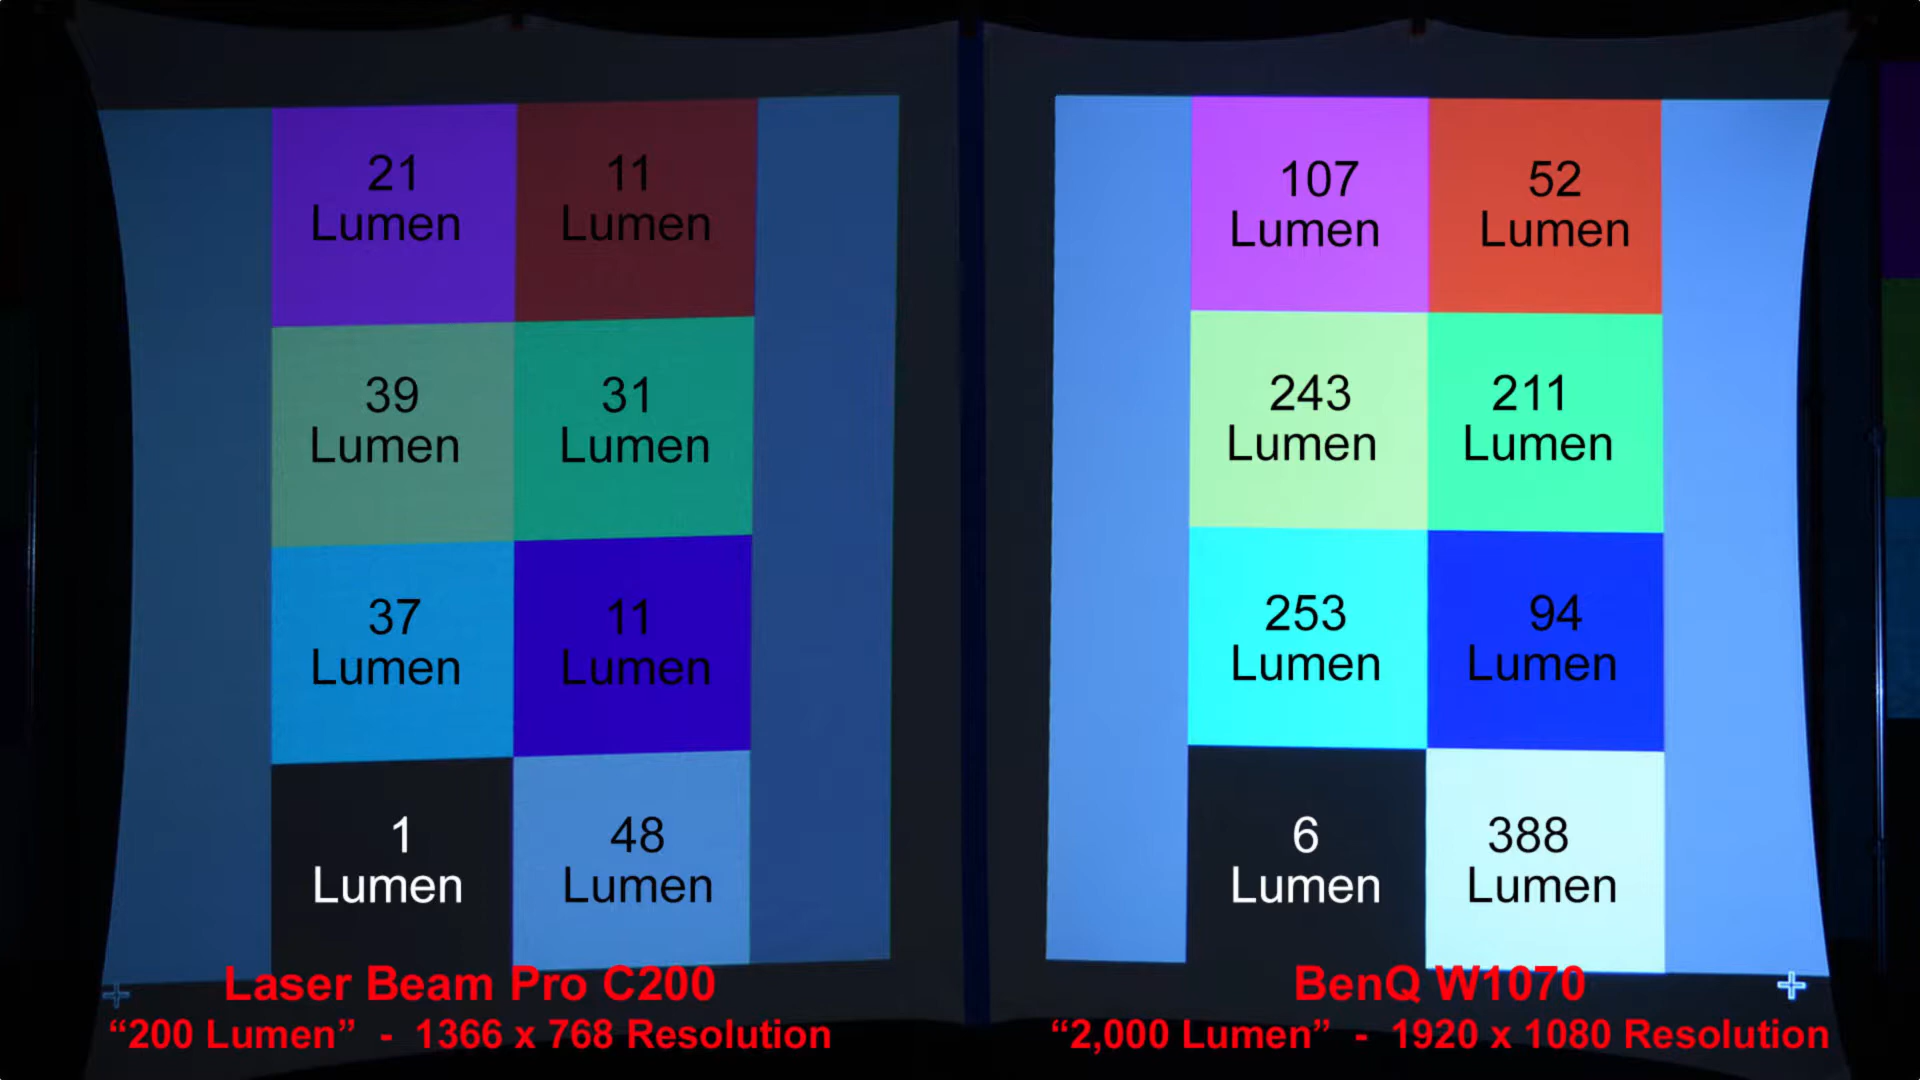 21
Lumen
11
Lumen
39
Lumen
31
Lumen
37
Lumen
11
Lumen
1
Lumen
48
Lumen
Laser Beam Pro C200
“200 Lumen” - 1366 x 768 Resolution
107
Lumen
52
Lumen
243
Lumen
211
Lumen
253
Lumen
94
Lumen
6
Lumen
388
Lumen
BenQ W1070
“2,000 Lumen” - 1920 x 1080 Resolution